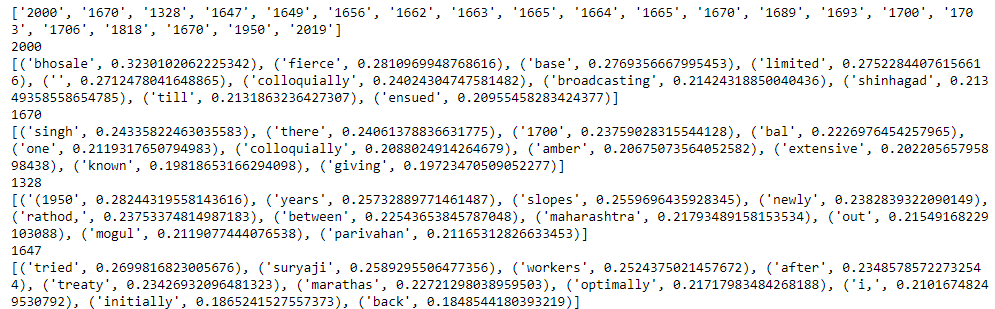 ['2000', '1670', '1328', '1647', '1649', '1656', '1662', '1663', '1665', '1664', '1665', '1670', '1689', '1693', '1700', '170
3', '1706', '1818', '1670', '1950', '2019']
2000
[('bhosale', 0.3230102062225342), ('fierce', 0.2810969948768616), ('base', 0.2769356667995453), ('limited', 0.2752284407615661
6), ('', 0.2712478041648865), ('colloquially', 0.24024304747581482), ('broadcasting', 0.21424318850040436), ('shinhagad', 0.213
49358558654785), ('till', 0.2131863236427307), ('ensued', 0.20955458283424377)]
1670
[('singh', 0.24335822463035583), ('there', 0.24061378836631775), ('1700', 0.23759028315544128), ('bal', 0.2226976454257965),
('one', 0.2119317650794983), ('colloquially', 0.2088024914264679), ('amber', 0.20675073564052582), ('extensive', 0.202205657958
98438), ('known', 0.19818653166294098), ('giving', 0.19723470509052277)]
1328
[('(1950', 0.28244319558143616), ('years', 0.25732889771461487), ('slopes', 0.2559696435928345), ('newly', 0.2382839322090149),
('rathod,', 0.23753374814987183), ('between', 0.22543653845787048), ('maharashtra', 0.21793489158153534), ('out', 0.21549168229
103088), ('mogul', 0.2119077444076538), ('parivahan', 0.21165312826633453)]
1647
[('tried', 0.2699816823005676), ('suryaji', 0.2589295506477356), ('workers', 0.2524375021457672), ('after', 0.23485785722732544
4), ('treaty', 0.23426932096481323), ('marathas', 0.22721298038959503), ('optimally', 0.21717983484268188), ('i,', 0.2101674824
9530792), ('initially', 0.1865241527557373), ('back', 0.1848544180393219)]